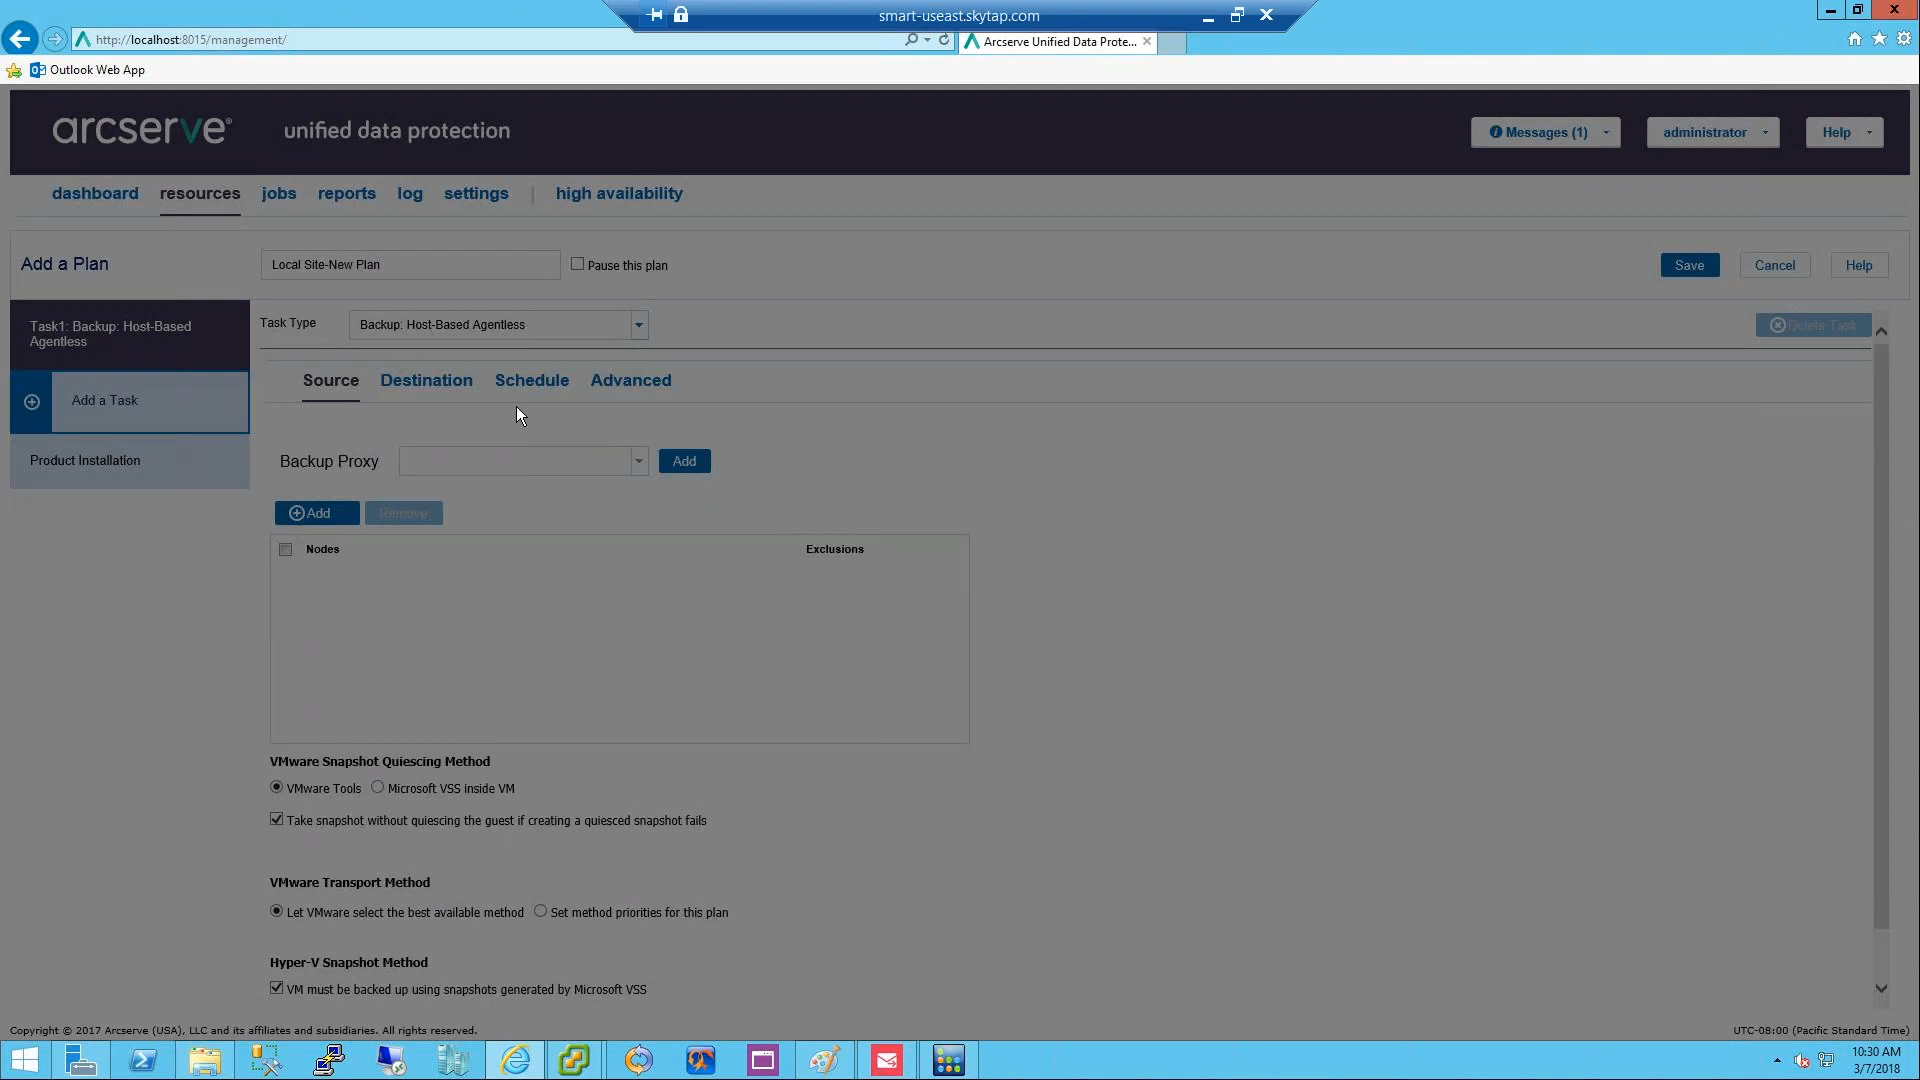 smart-useast.skytap.com
http://localhost:8015/management/
Arcserve Unified Data Prote...
Outlook Web App
arcserve®
unified data protection
Messages (1)
administrator
Help
dashboard
resources
jobs
reports
log
settings
|
high availability
Add a Plan
Local Site-New Plan
Pause this plan
Save
Cancel
Help
Task1: Backup: Host-Based
Agentless
Task Type
Backup: Host-Based Agentless
Delete Task
Add a Task
Source
Destination
Schedule
Advanced
Product Installation
Backup Proxy
Add
Add
Remove
Nodes
Exclusions
VMware Snapshot Quiescing Method
VMware Tools
Microsoft VSS inside VM
Take snapshot without quiescing the guest if creating a quiesced snapshot fails
VMware Transport Method
Let VMware select the best available method
Set method priorities for this plan
Hyper-V Snapshot Method
VM must be backed up using snapshots generated by Microsoft VSS
Copyright © 2017 Arcserve (USA), LLC and its affiliates and subsidiaries. All rights reserved.
UTC-08:00 (Pacific Standard Time)
10:30 AM
3/7/2018